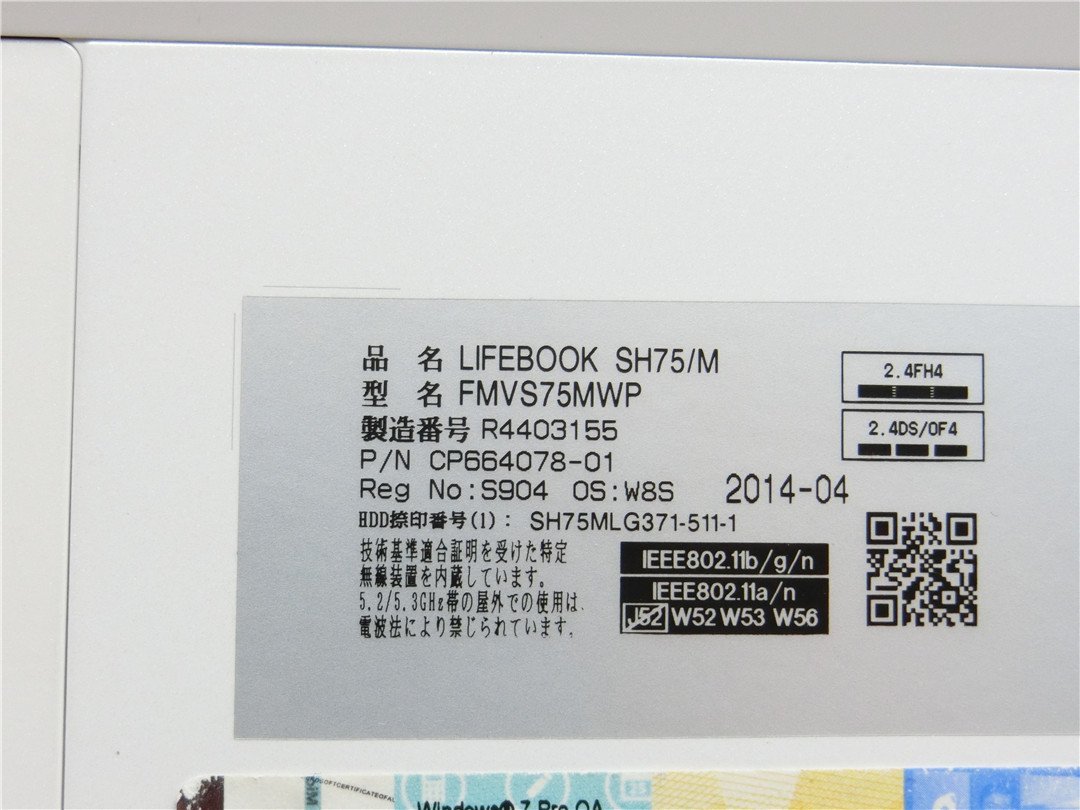 品 名 LIFEBOOK SH75/M
型 名 FMVS75MWP
製造番号 R4403155
P/N CP664078-01
Reg No:S904 OS:W8S 2014-04
HDD捺印番号(1): SH75MLG371-511-1
技術基準適合証明を受けた特定
無線装置を内蔵しています。
5.2/5.3GHz帯の屋外での使用は、
電波法により禁じられています。
2.4FH4
2.4DS/OF4
IEEE802.11b/g/n
IEEE802.11a/n
J52 W52 W53 W56
Windows® 7 Pro OA